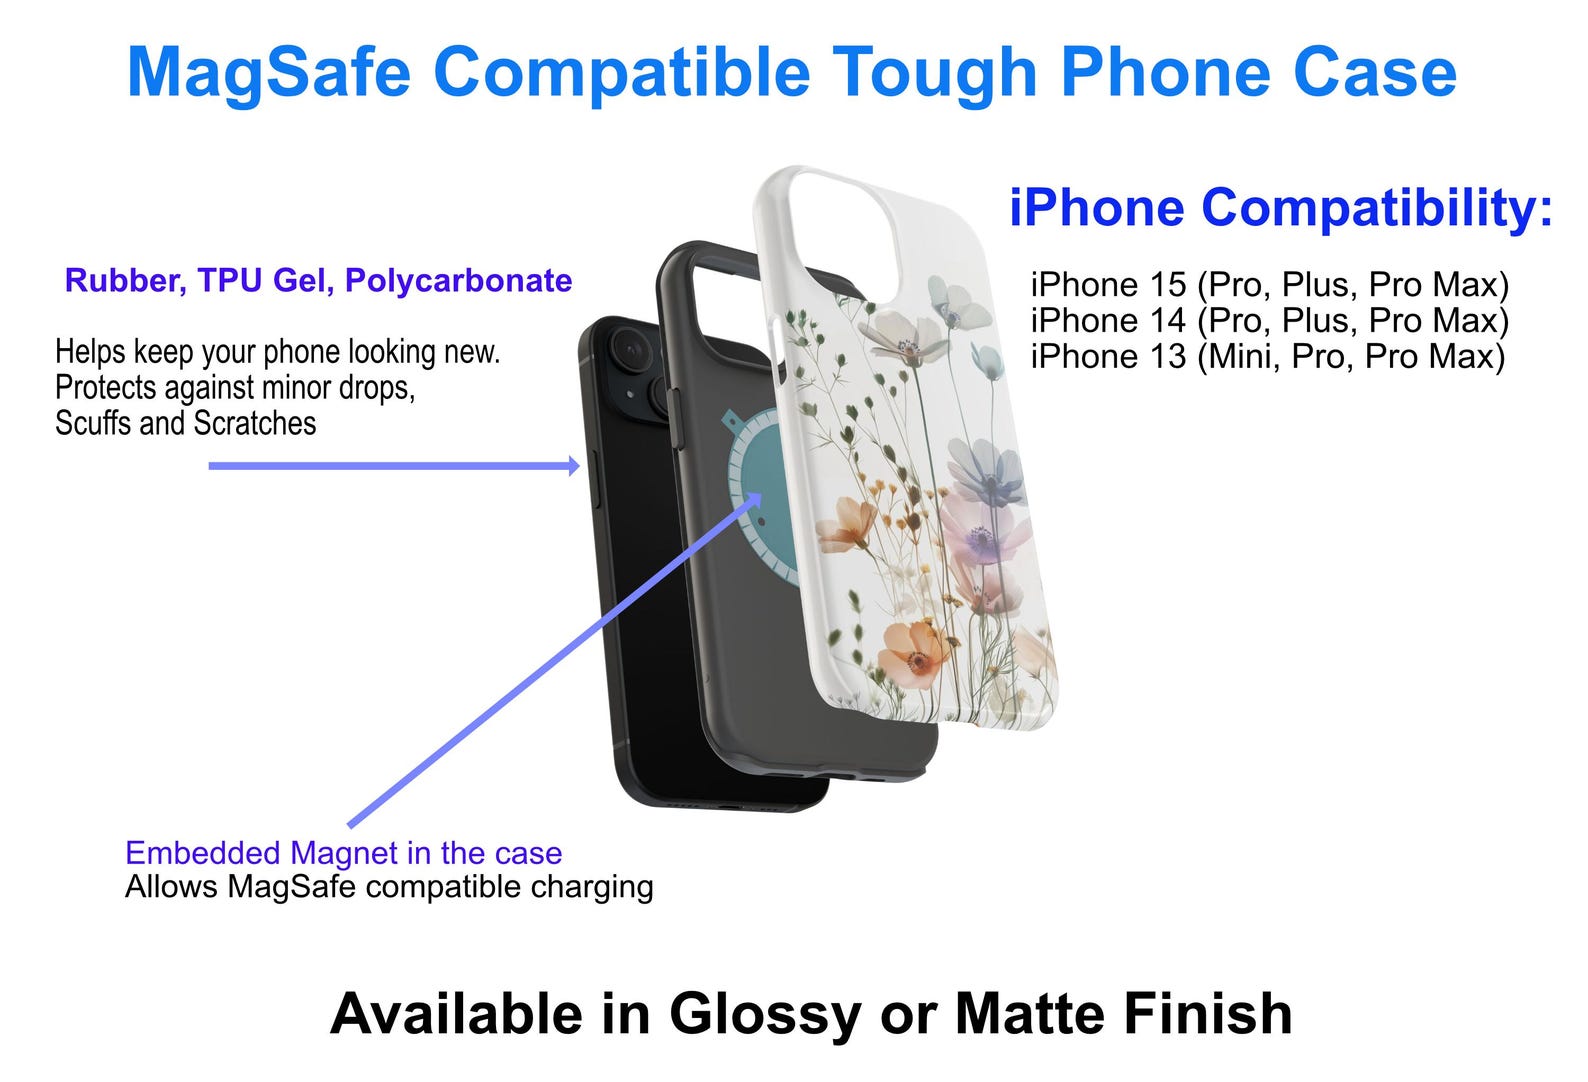 MagSafe Compatible Tough Phone Case
iPhone Compatibility:
iPhone 15 (Pro, Plus, Pro Max)
iPhone 14 (Pro, Plus, Pro Max)
iPhone 13 (Mini, Pro, Pro Max)
Rubber, TPU Gel, Polycarbonate
Helps keep your phone looking new.
Protects against minor drops,
Scuffs and Scratches
Embedded Magnet in the case
Allows MagSafe compatible charging
Available in Glossy or Matte Finish